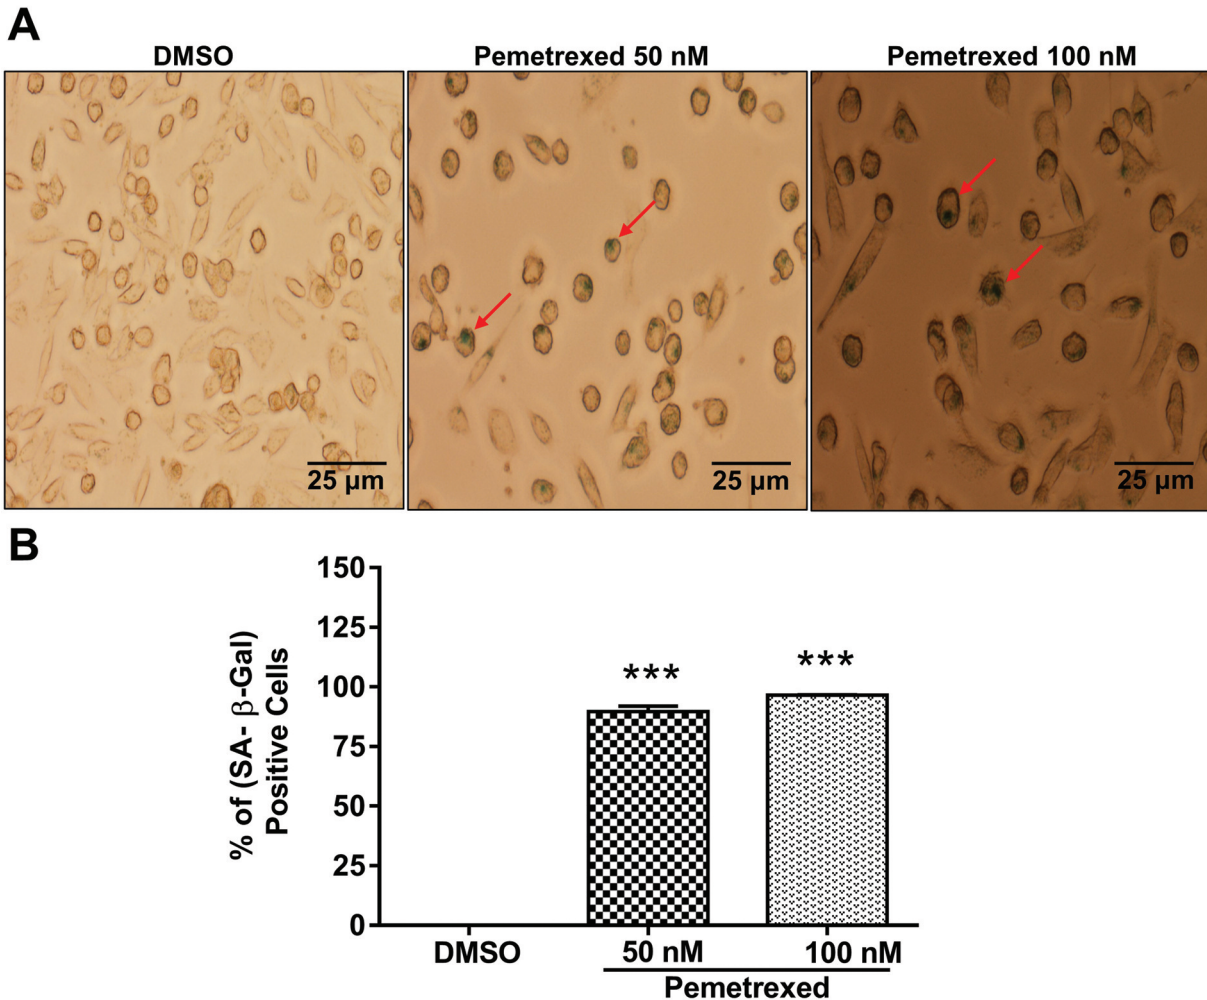 A
DMSO
Pemetrexed 50 nM
Pemetrexed 100 nM
25 µm
25 µm
25 µm
B
% of (SA- β-Gal)
Positive Cells
150
125
100
75
50
25
0
***
***
DMSO
50 nM
100 nM
Pemetrexed